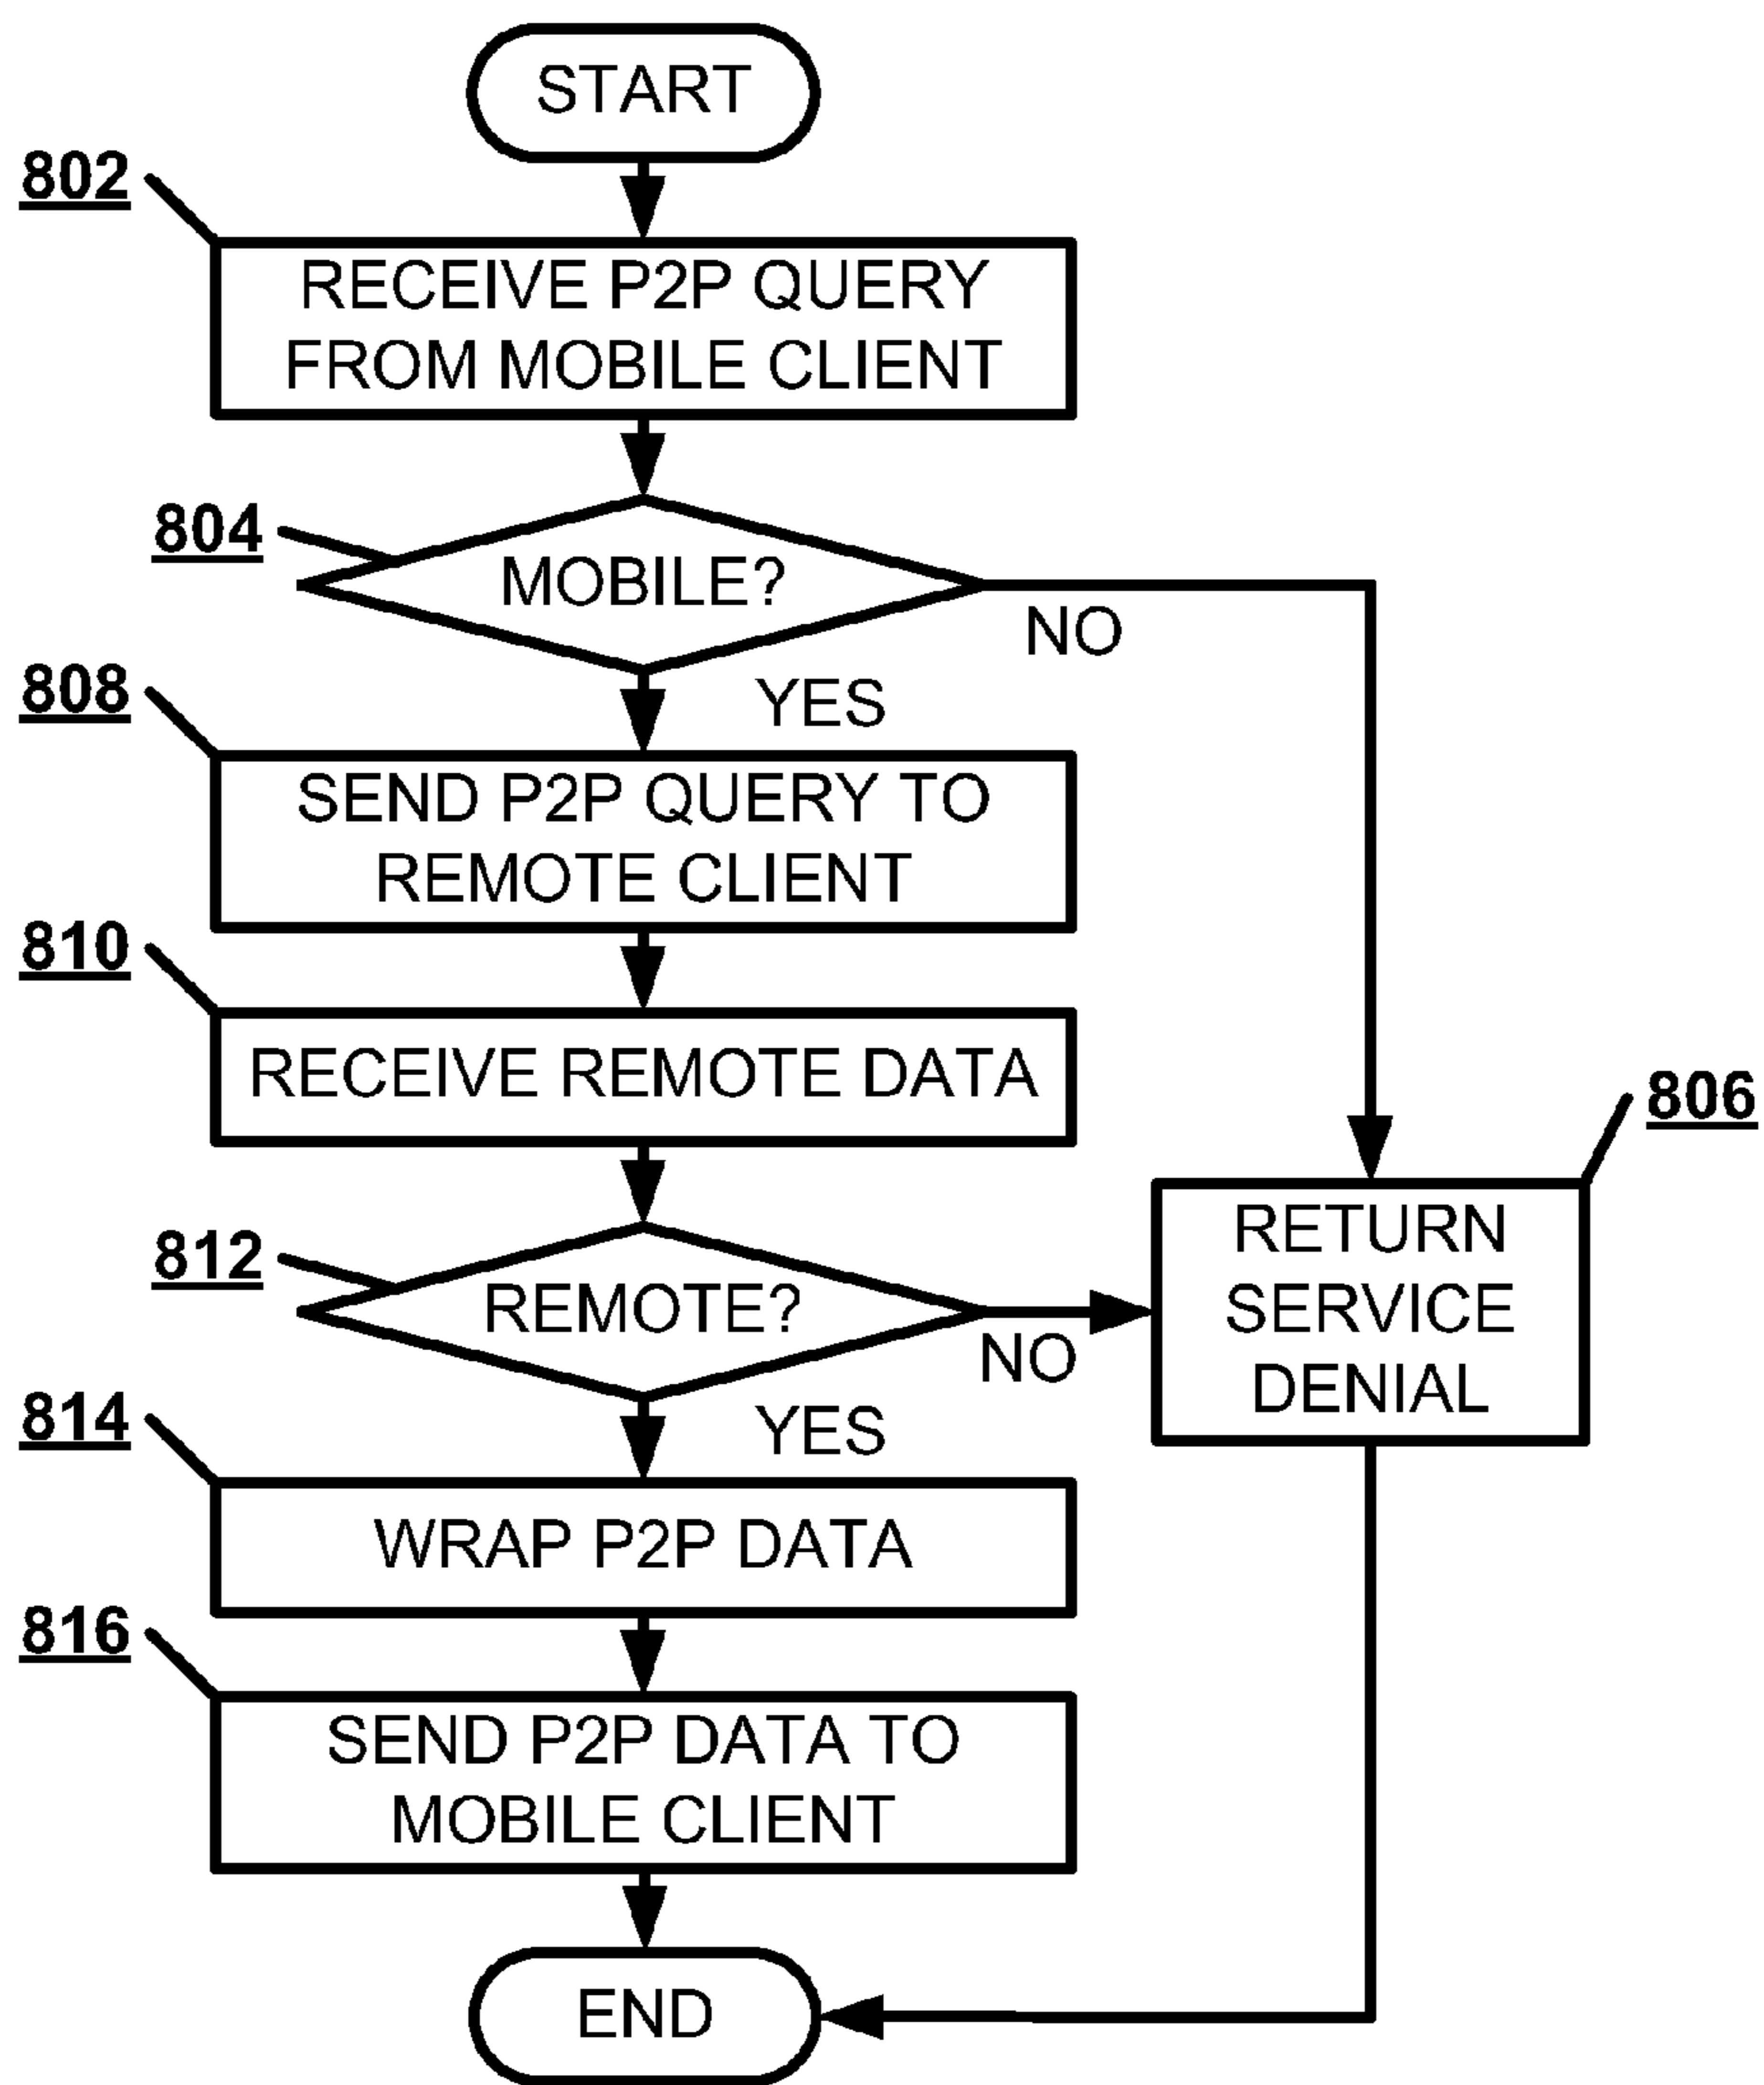 START
802
RECEIVE P2P QUERY
FROM MOBILE CLIENT
804
MOBILE?
NO
YES
808
SEND P2P QUERY TO
REMOTE CLIENT
810
RECEIVE REMOTE DATA
806
RETURN
SERVICE
DENIAL
812
REMOTE?
NO
YES
814
WRAP P2P DATA
816
SEND P2P DATA TO
MOBILE CLIENT
END